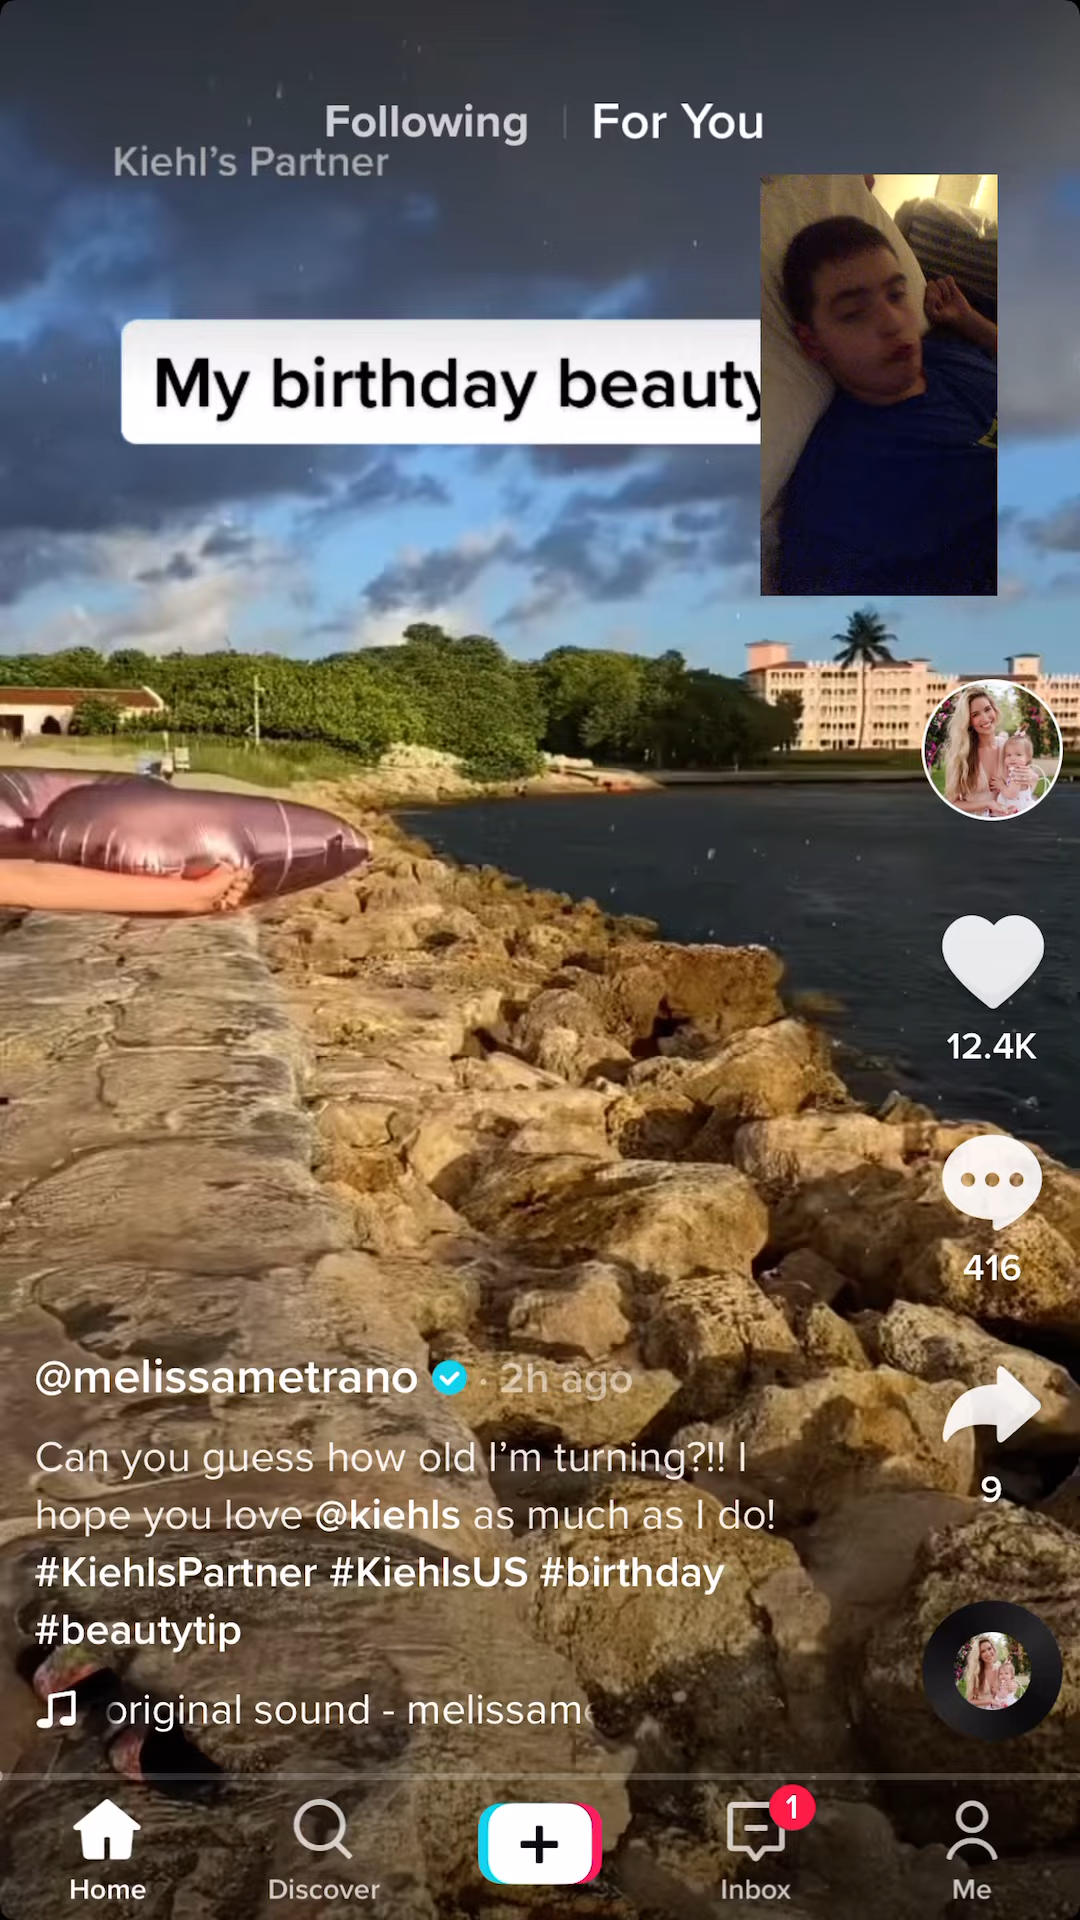 Following | For You
Kiehl’s Partner
My birthday beauty
12.4K
416
@melissametrano · 2h ago
Can you guess how old I’m turning?!! I
hope you love @kiehls as much as I do!
#KiehlsPartner #KiehlsUS #birthday
#beautytip
9
original sound - melissame
1
Home
Discover
Inbox
Me